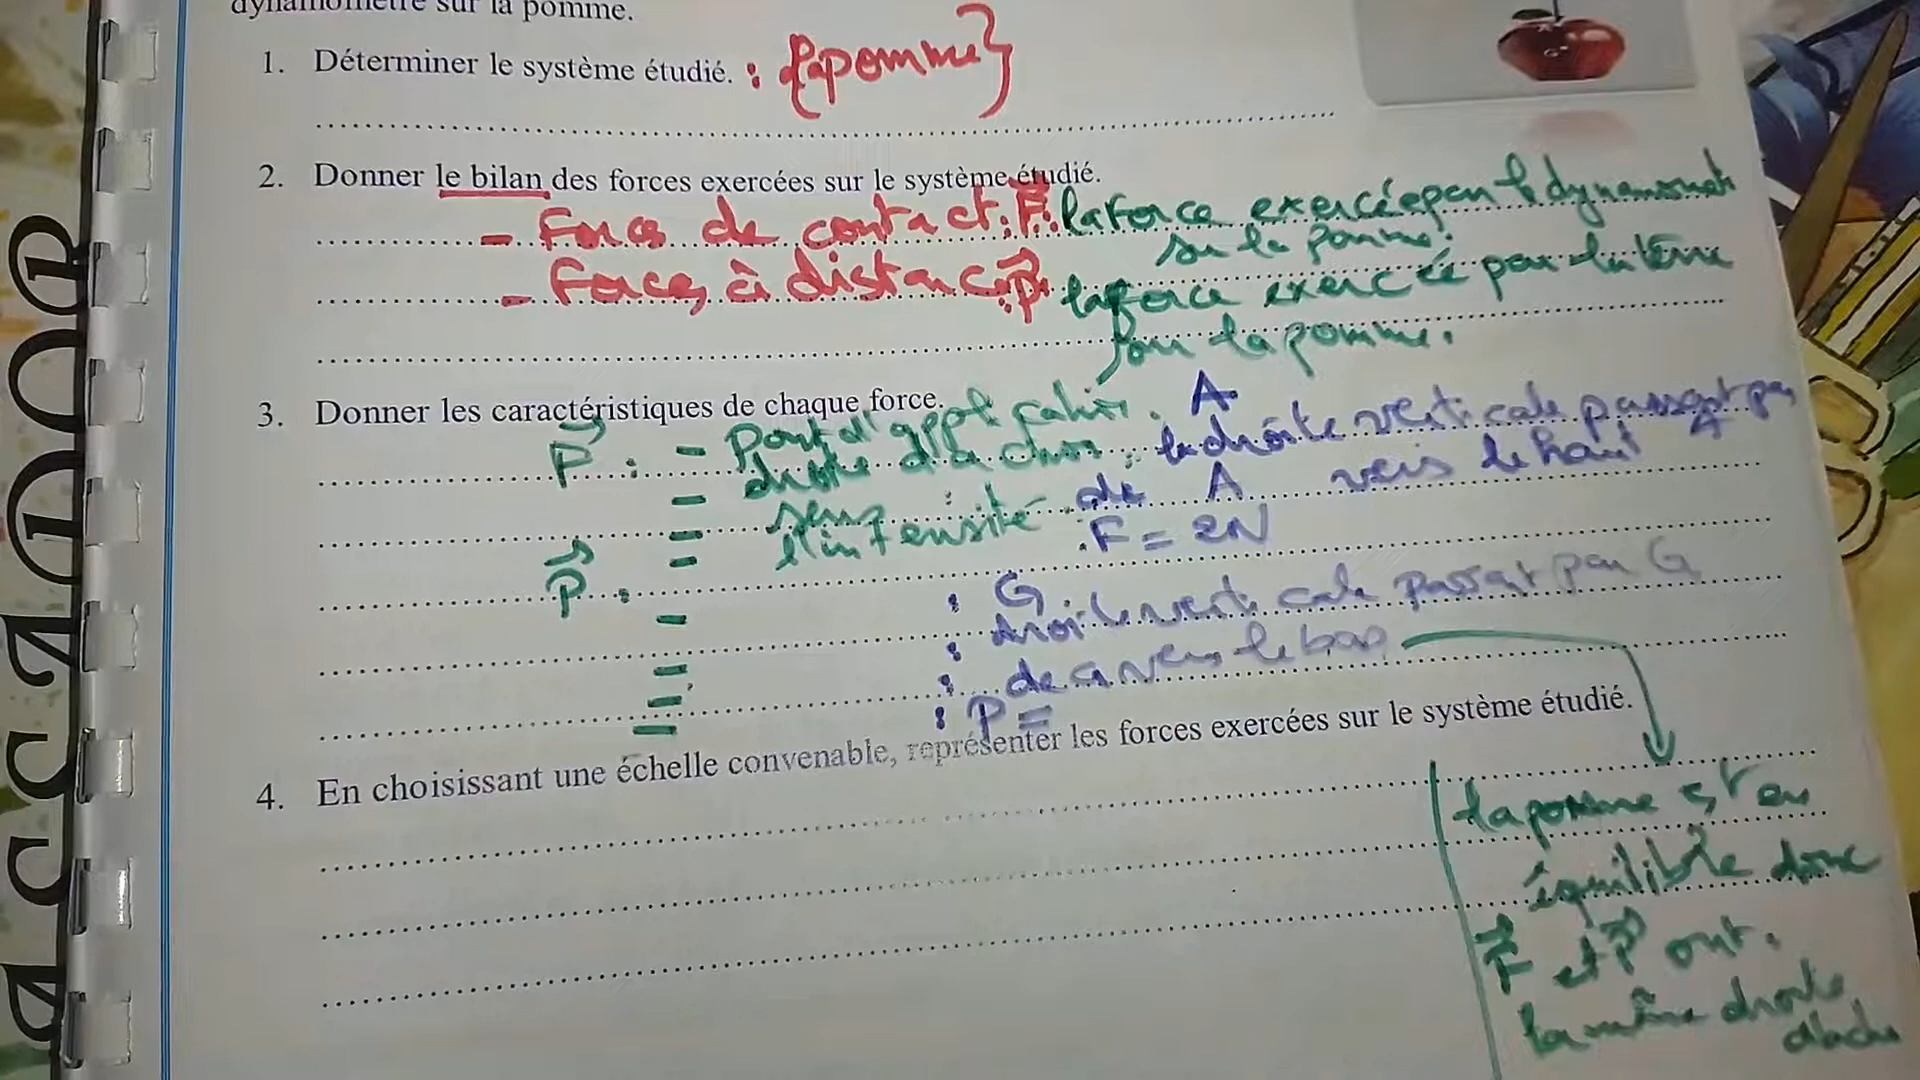 dynamomètre sur la pomme.
1. Déterminer le système étudié. : {la pomme}
2. Donner le bilan des forces exercées sur le système étudié.
- Forces de contact : F : la force exercée par le dynamomètre
sur la pomme.
- Forces à distance : P : la force exercée par la terre
sur la pomme.
3. Donner les caractéristiques de chaque force.
F : - Point d'application : A
- droite d'action : la droite verticale passant par A
- sens : de A vers le haut
- l'intensité : F = 2N
P : - : G
- : droite verticale passant par G
- : de G vers le bas
- : P =
4. En choisissant une échelle convenable, représenter les forces exercées sur le système étudié.
la pomme est en
équilibre donc
F et P ont
la même droite
d'action